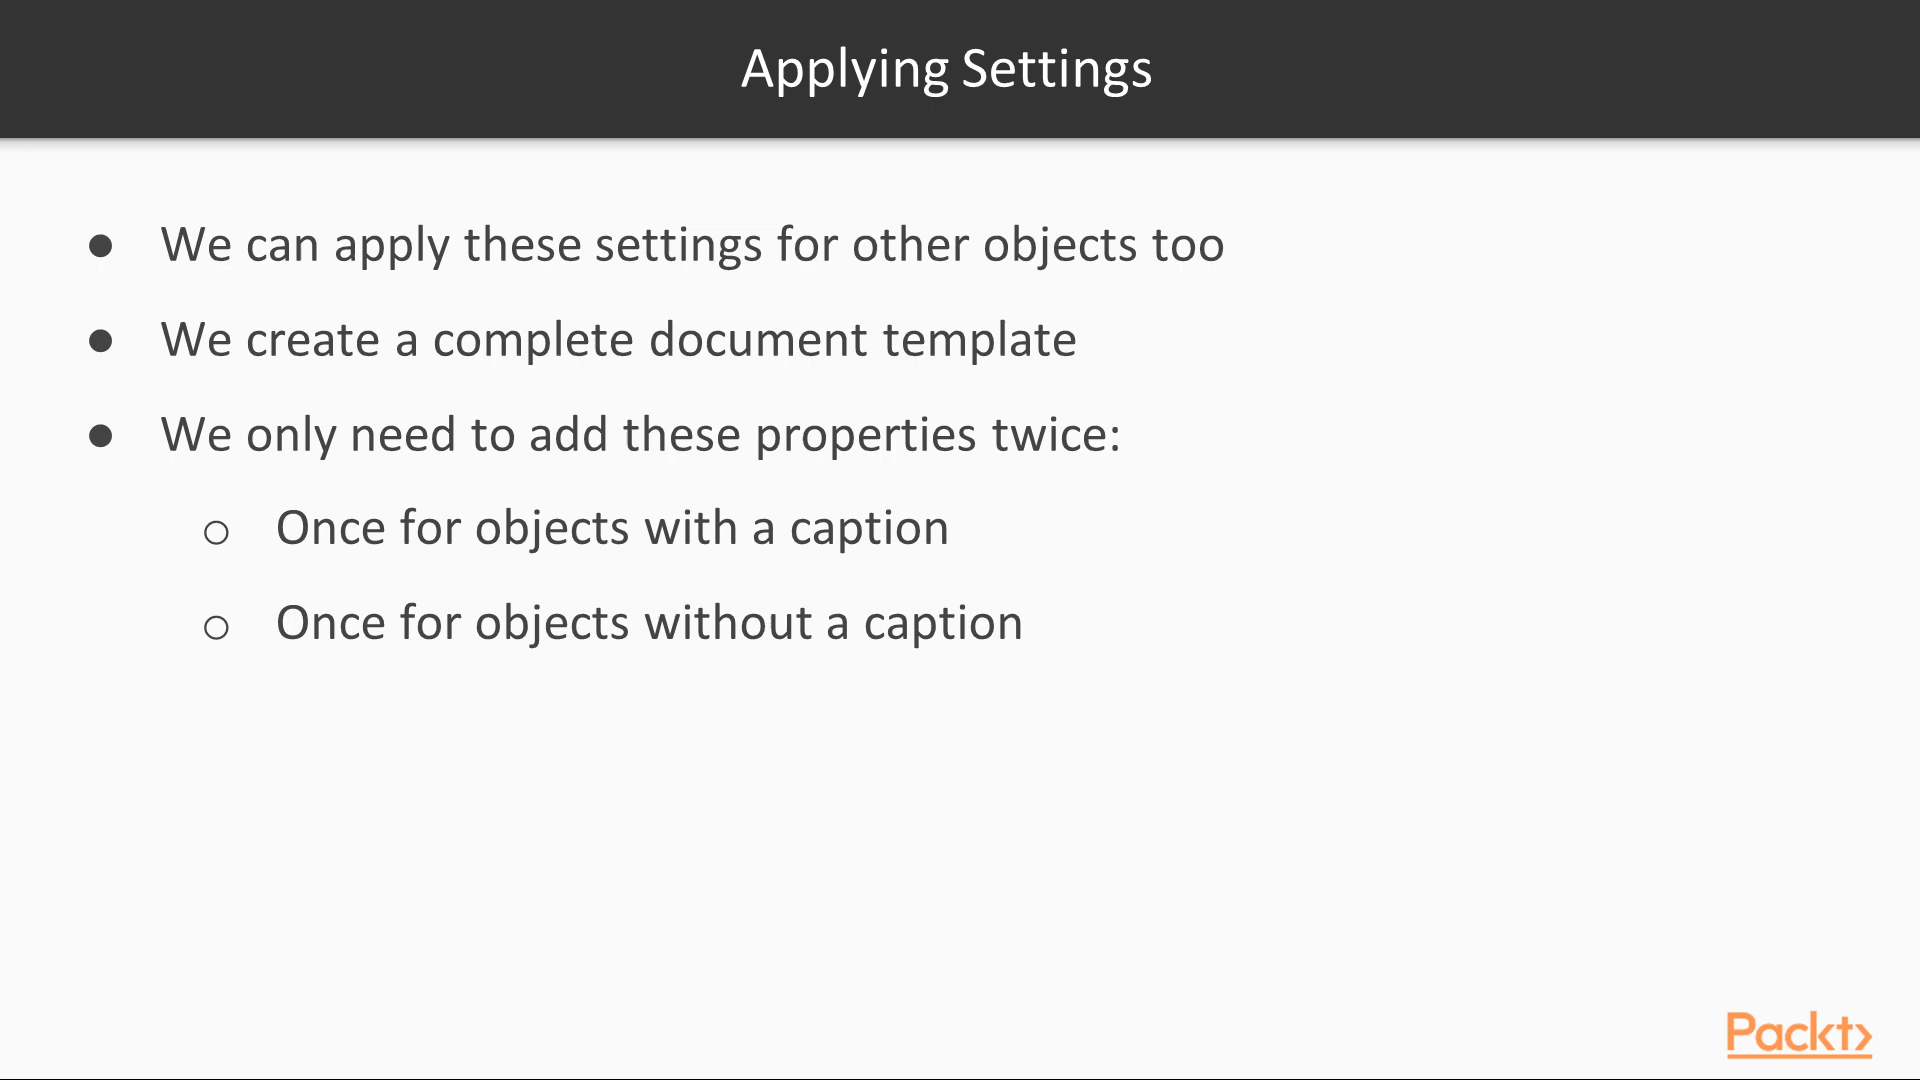 Applying Settings
● We can apply these settings for other objects too
● We create a complete document template
● We only need to add these properties twice:
○ Once for objects with a caption
○ Once for objects without a caption
Packt>